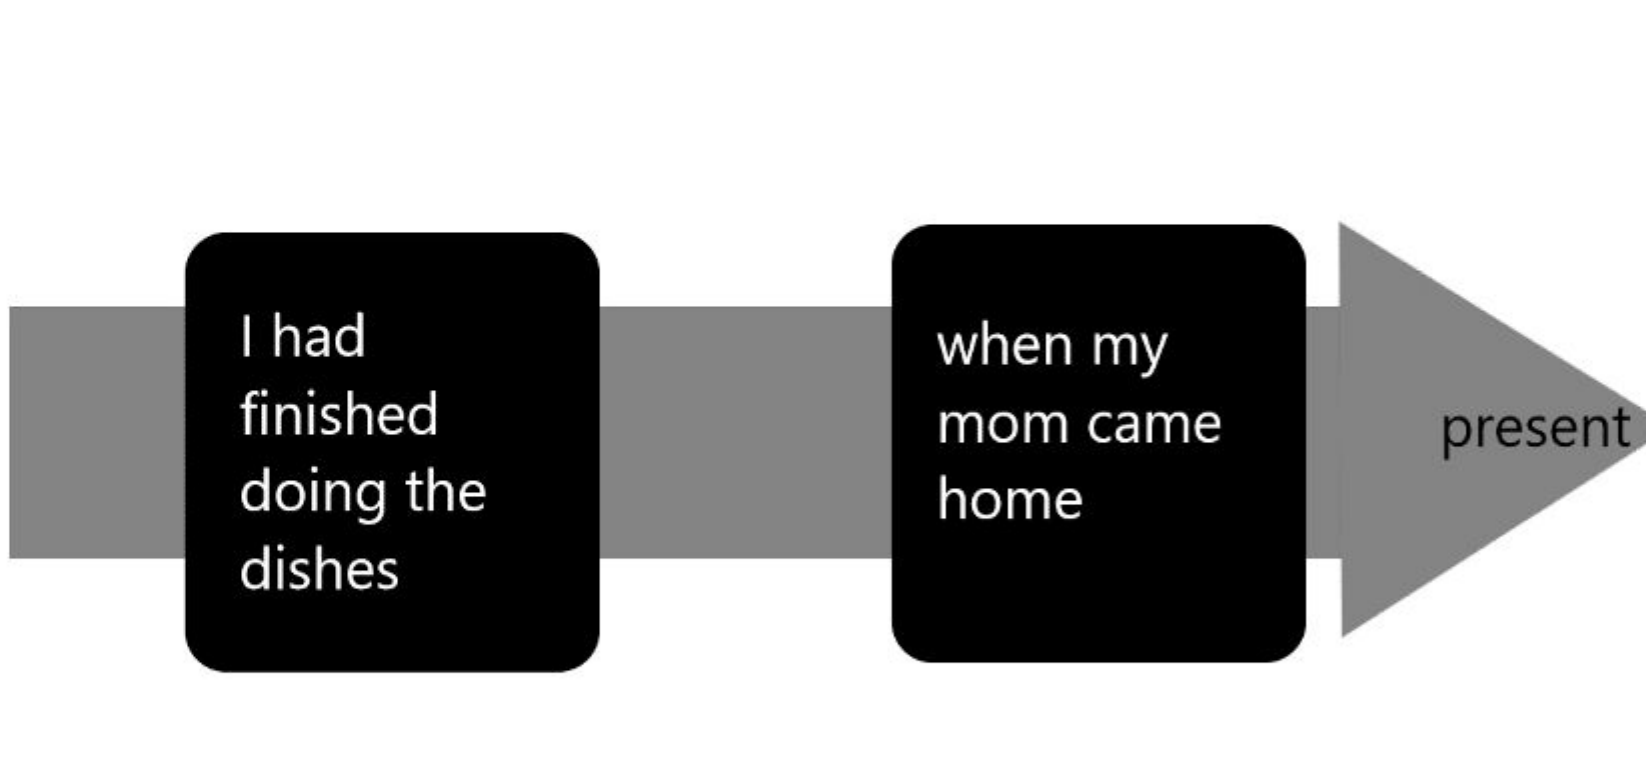 I had
finished
doing the
dishes
when my
mom came
home
present